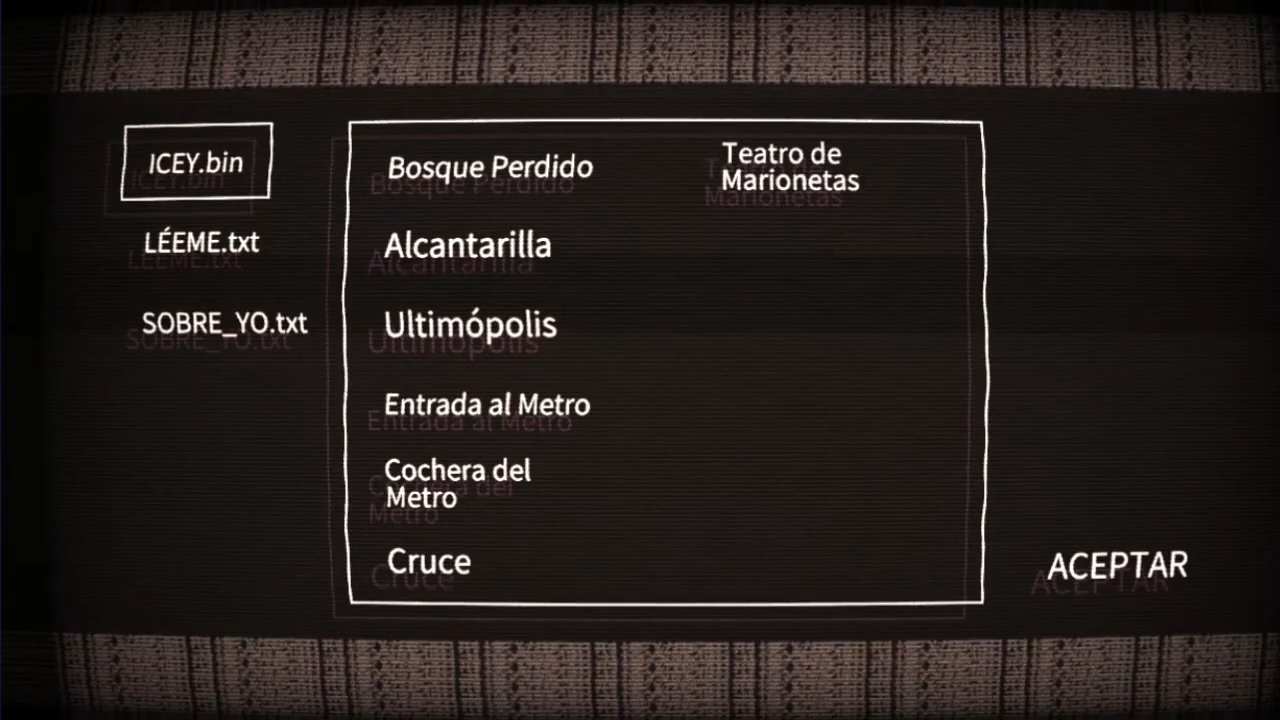 ICEY.bin
LÉEME.txt
SOBRE_YO.txt
Bosque Perdido
Alcantarilla
Ultimópolis
Entrada al Metro
Cochera del
Metro
Cruce
Teatro de
Marionetas
ACEPTAR